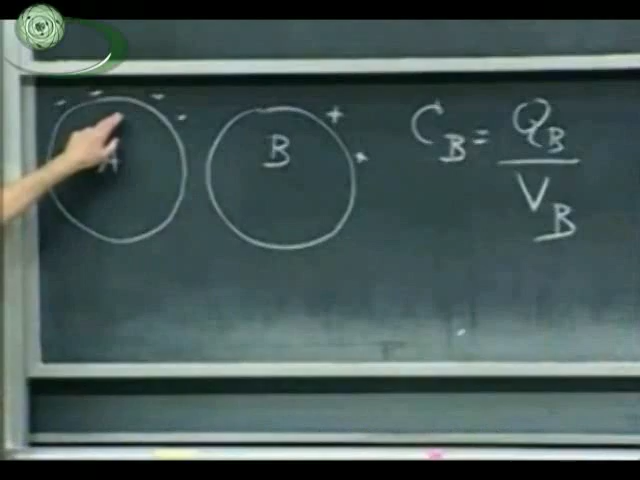 - - - -
A
B
+ +
C_B = Q_B / V_B